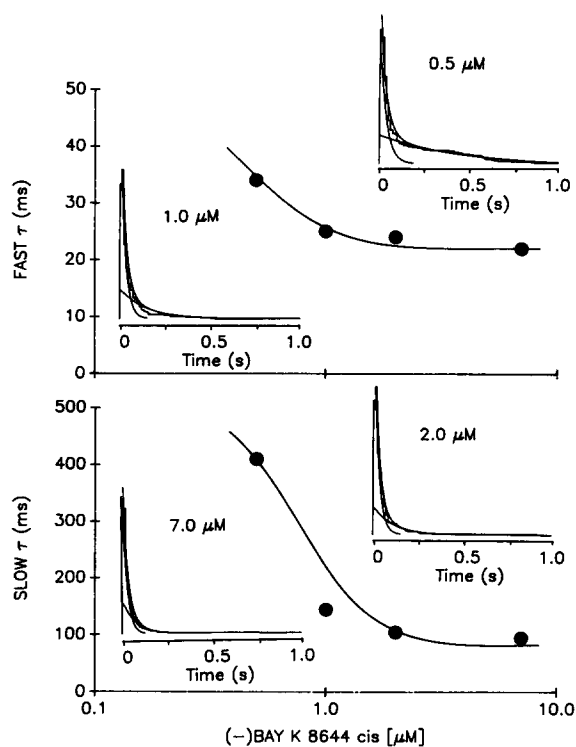 0.5 μM
0 0.5 1.0
Time (s)
50
40
30
20
10
0
FAST τ (ms)
1.0 μM
0 0.5 1.0
Time (s)
500
400
300
200
100
0
SLOW τ (ms)
2.0 μM
0 0.5 1.0
Time (s)
7.0 μM
0 0.5 1.0
Time (s)
0.1 1.0 10.0
(−)BAY K 8644 cis [μM]